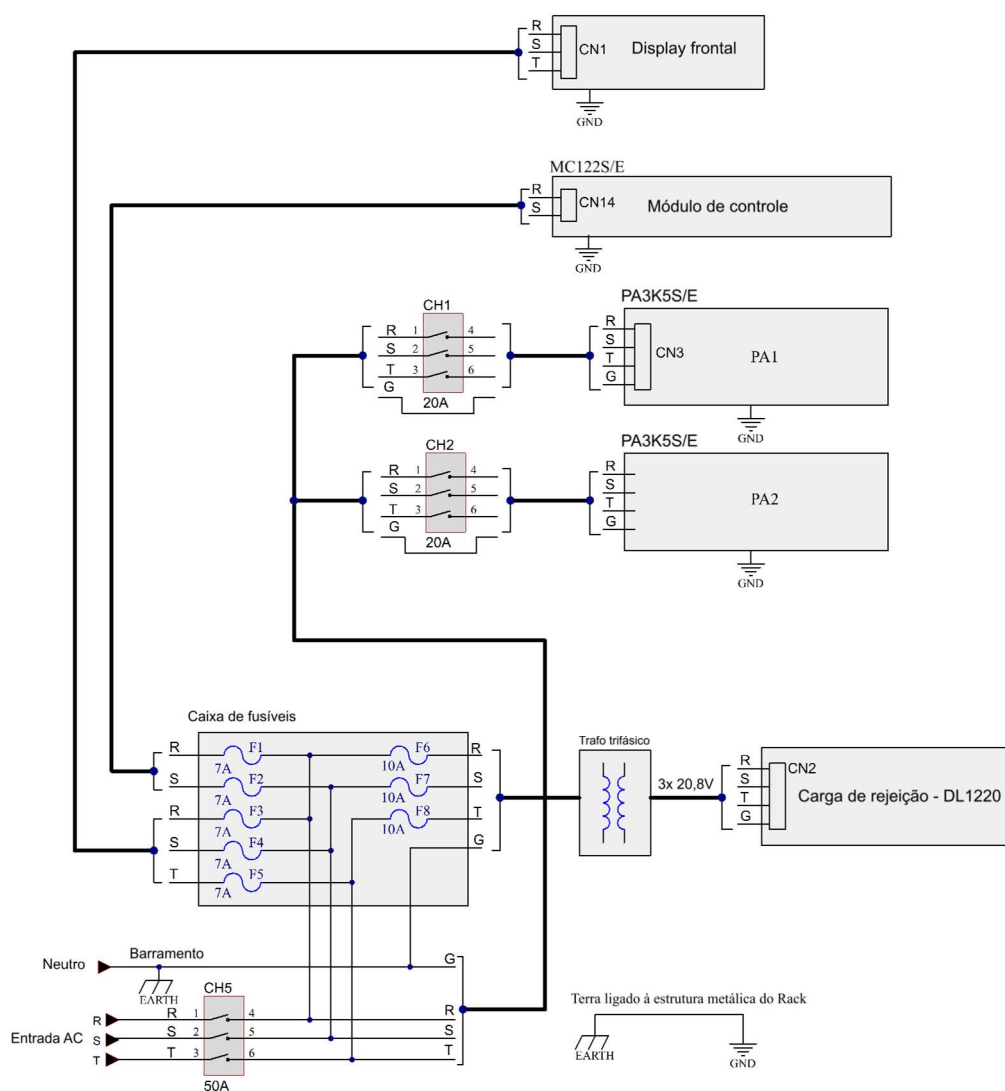 R
S
T
CN1
Display frontal
GND
MC122S/E
R
S
CN14
Módulo de controle
GND
CH1
R 1 4
S 2 5
T 3 6
G
20A
PA3K5S/E
R
S
T
G
CN3
PA1
GND
CH2
R 1 4
S 2 5
T 3 6
G
20A
PA3K5S/E
R
S
T
G
PA2
GND
Caixa de fusíveis
R F1 F6 R
7A 10A
S F2 F7 S
7A 10A
R F3 F8 T
7A 10A
S F4 G
7A
T F5
7A
Trafo trifásico
3x 20,8V
R
S
T
G
CN2
Carga de rejeição - DL1220
Neutro
Barramento
G
EARTH
CH5
Entrada AC
R R 1 4 R
S S 2 5 S
T T 3 6 T
50A
Terra ligado à estrutura metálica do Rack
EARTH
GND